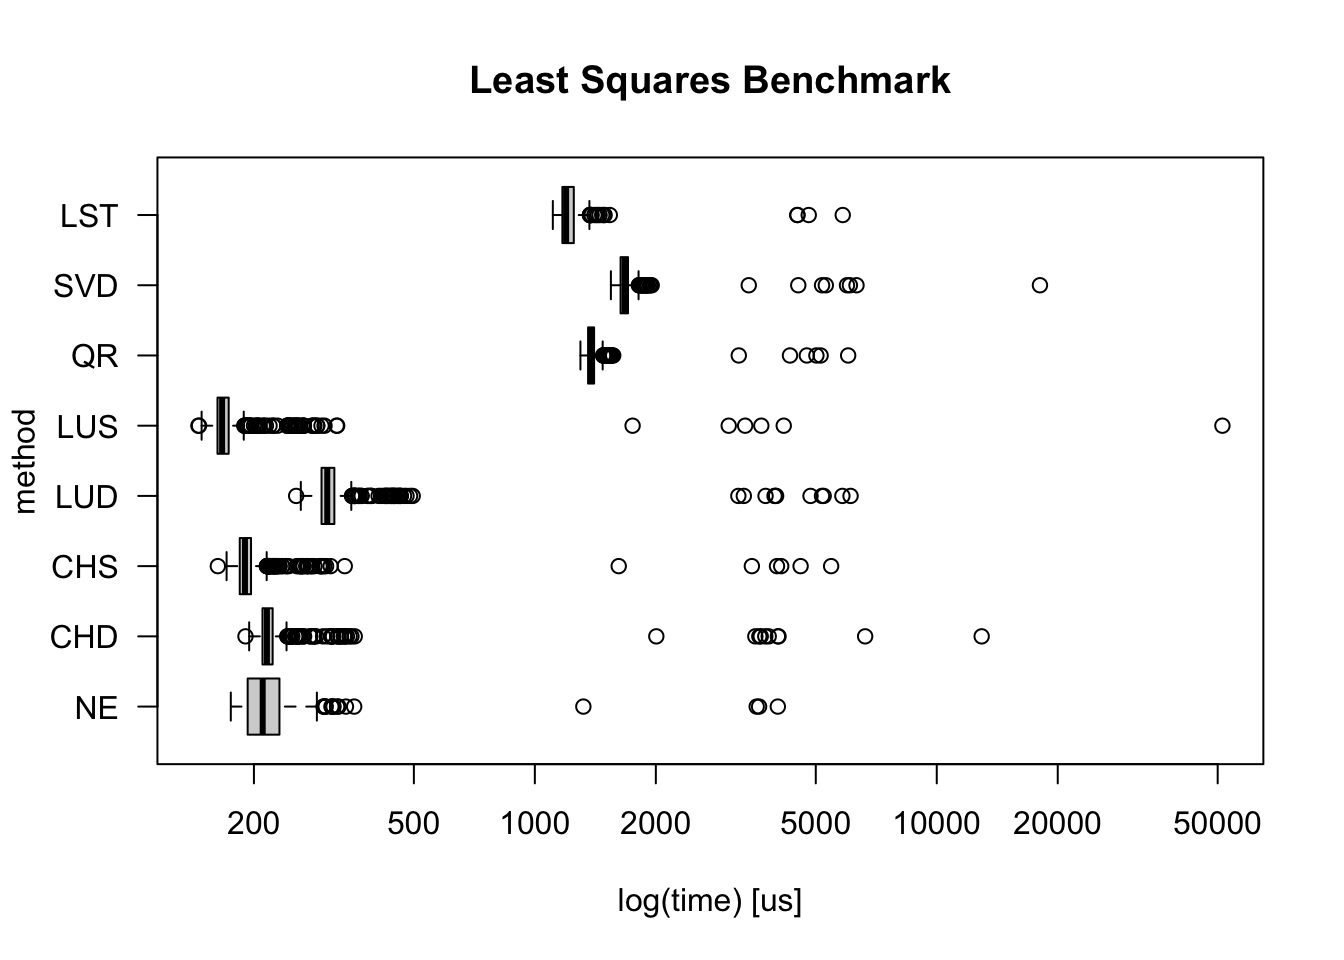 Least Squares Benchmark
method
LST
SVD
QR
LUS
LUD
CHS
CHD
NE
200 500 1000 2000 5000 10000 20000 50000
log(time) [us]